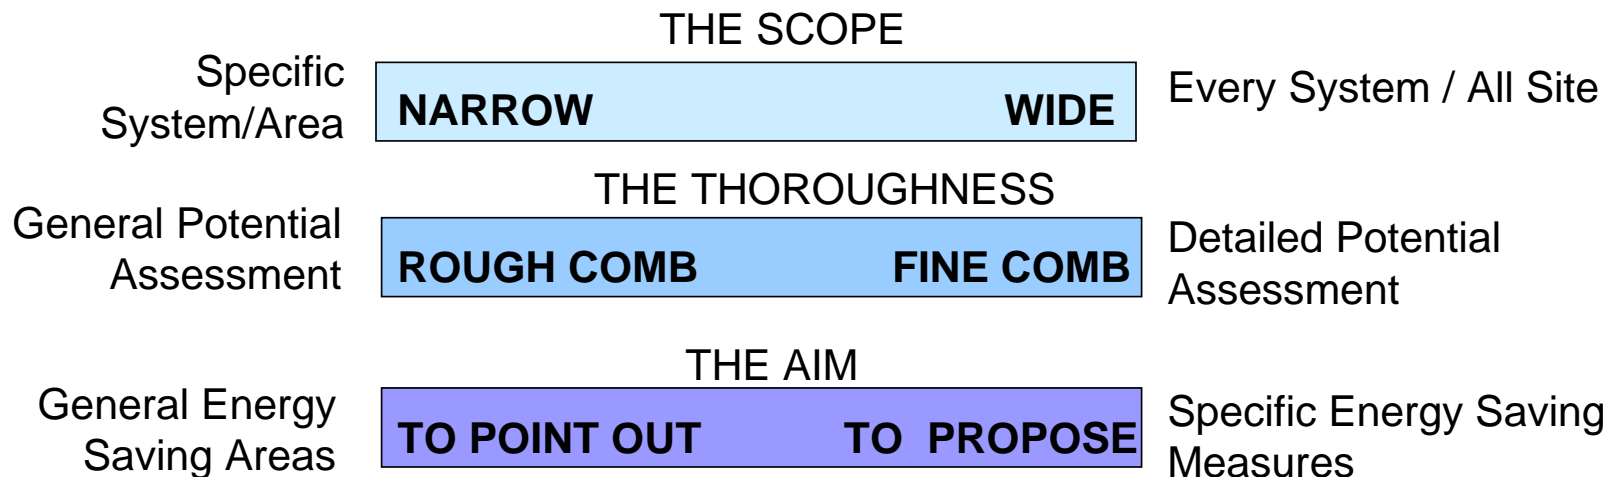 THE SCOPE
Specific
System/Area
NARROW WIDE
Every System / All Site
THE THOROUGHNESS
General Potential
Assessment
ROUGH COMB FINE COMB
Detailed Potential
Assessment
THE AIM
General Energy
Saving Areas
TO POINT OUT TO PROPOSE
Specific Energy Saving
Measures